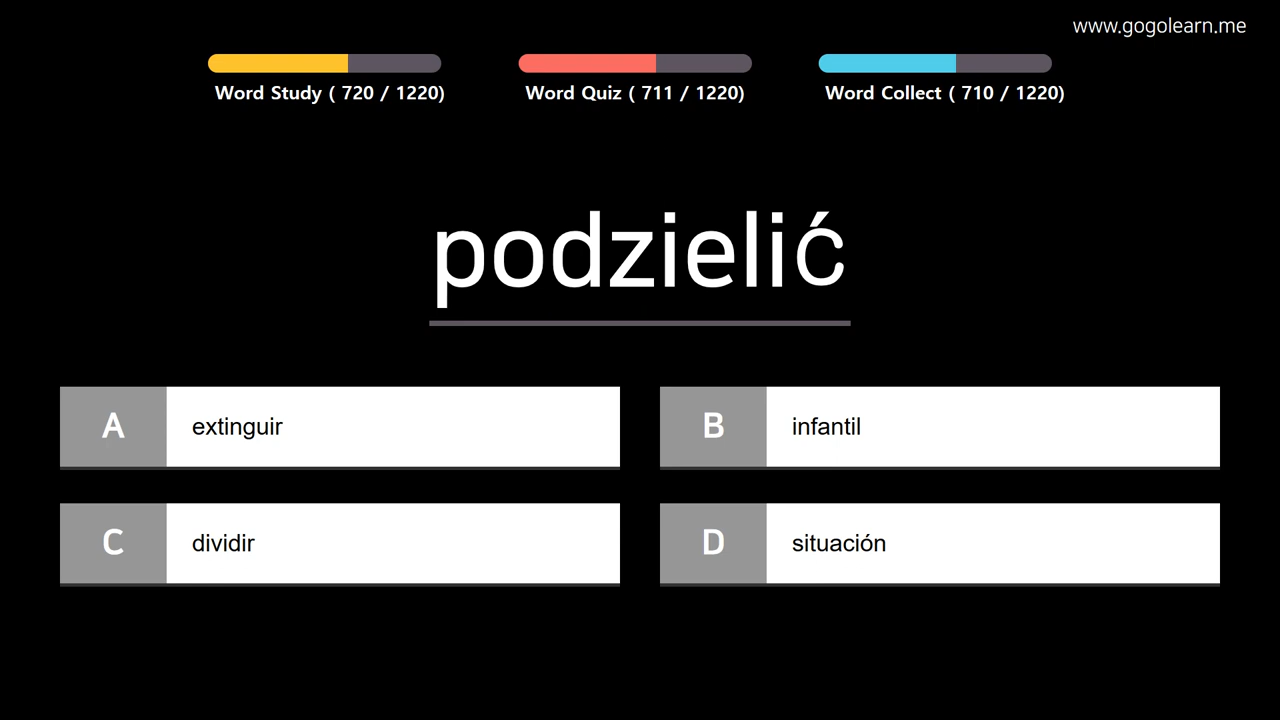 www.gogolearn.me
Word Study ( 720 / 1220)
Word Quiz ( 711 / 1220)
Word Collect ( 710 / 1220)
podzielić
A extinguir
B infantil
C dividir
D situación